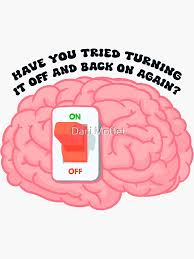 HAVE YOU TRIED TURNING
IT OFF AND BACK ON AGAIN?
ON
OFF